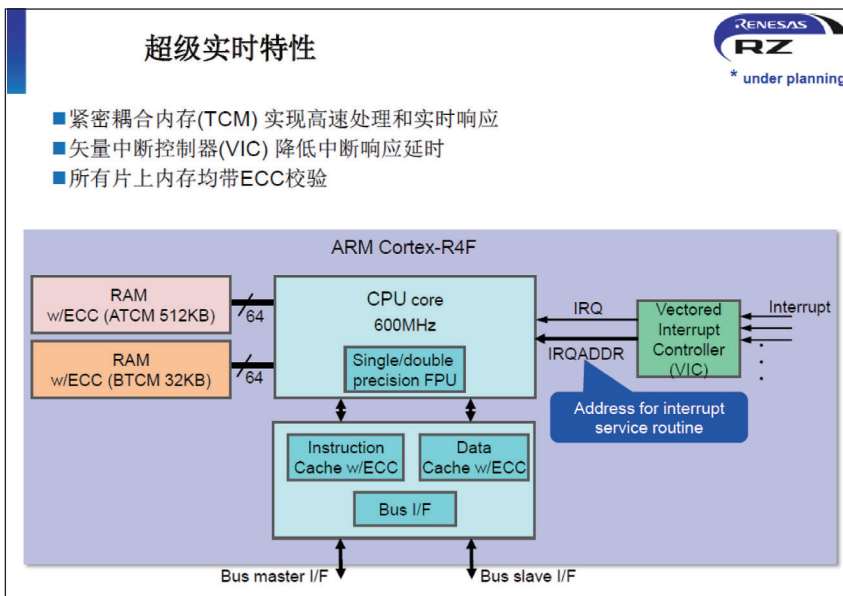 超级实时特性
RENESAS
RZ
* under planning
■紧密耦合内存(TCM) 实现高速处理和实时响应
■矢量中断控制器(VIC) 降低中断响应延时
■所有片上内存均带ECC校验
ARM Cortex-R4F
RAM
w/ECC (ATCM 512KB)
64
RAM
w/ECC (BTCM 32KB)
64
CPU core
600MHz
Single/double
precision FPU
IRQ
IRQADDR
Vectored
Interrupt
Controller
(VIC)
Interrupt
Address for interrupt
service routine
Instruction
Cache w/ECC
Data
Cache w/ECC
Bus I/F
Bus master I/F
Bus slave I/F